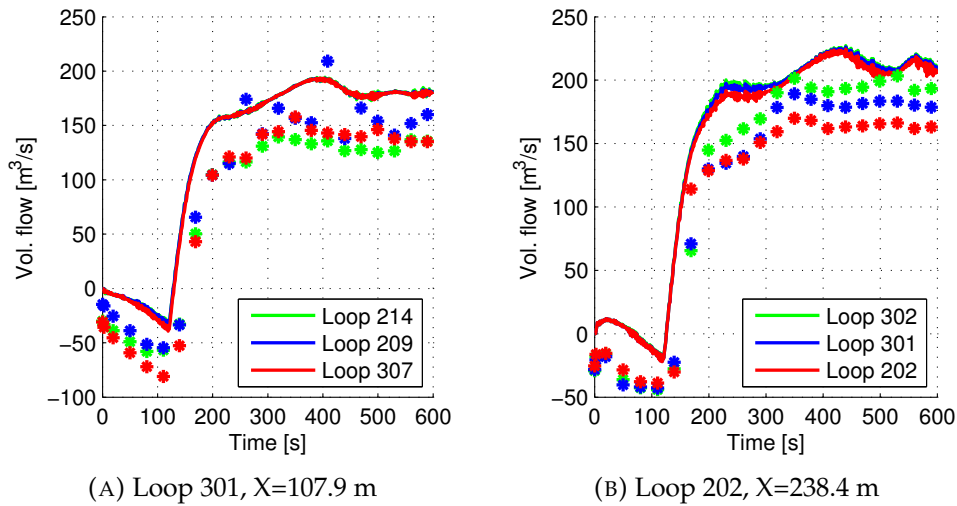 250
200
150
100
50
0
−50
−100
0 100 200 300 400 500 600
Vol. flow [m³/s]
Time [s]
Loop 214
Loop 209
Loop 307
(A) Loop 301, X=107.9 m
250
200
150
100
50
0
−50
0 100 200 300 400 500 600
Vol. flow [m³/s]
Time [s]
Loop 302
Loop 301
Loop 202
(B) Loop 202, X=238.4 m